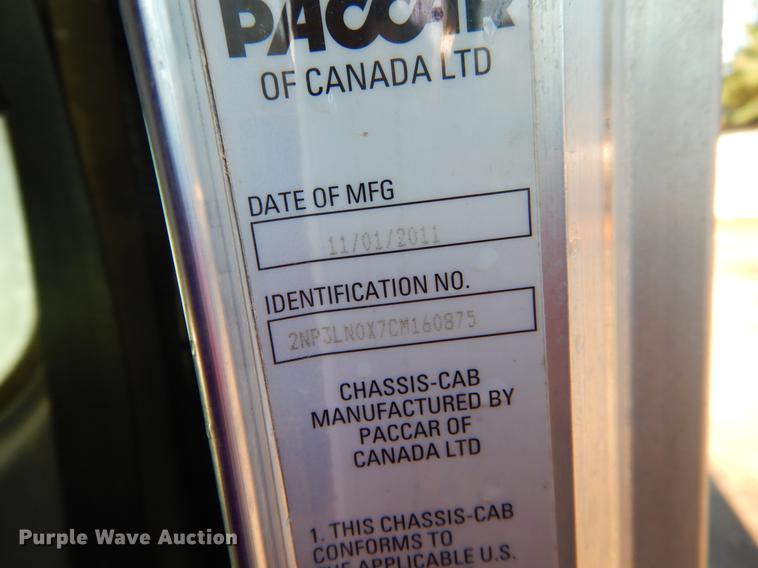 PACCAR
OF CANADA LTD
DATE OF MFG
11/01/2011
IDENTIFICATION NO.
2NP3LN0X7CM160875
CHASSIS-CAB
MANUFACTURED BY
PACCAR OF
CANADA LTD
1. THIS CHASSIS-CAB
CONFORMS TO
THE APPLICABLE U.S.
Purple Wave Auction